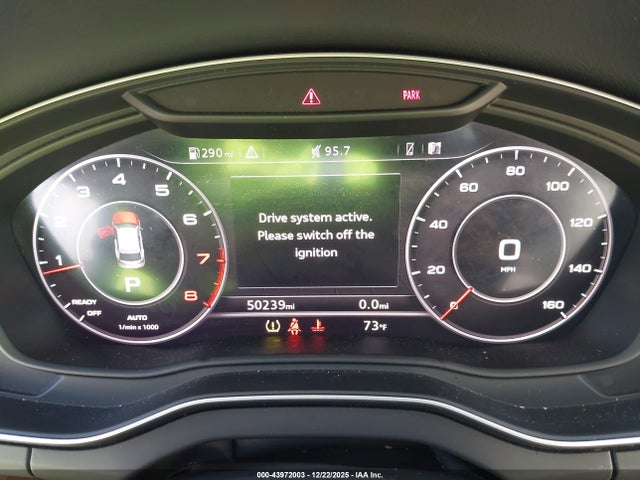 PARK
290 mi 95.7
3 4 5
2 6
1 7
8
READY
OFF
P
AUTO
1/min x 1000
Drive system active.
Please switch off the
ignition
50239mi 0.0mi
73°F
60 80 100
40 120
20 140
0 160
0
MPH
000-43972003 - 12/22/2025 - IAA Inc.